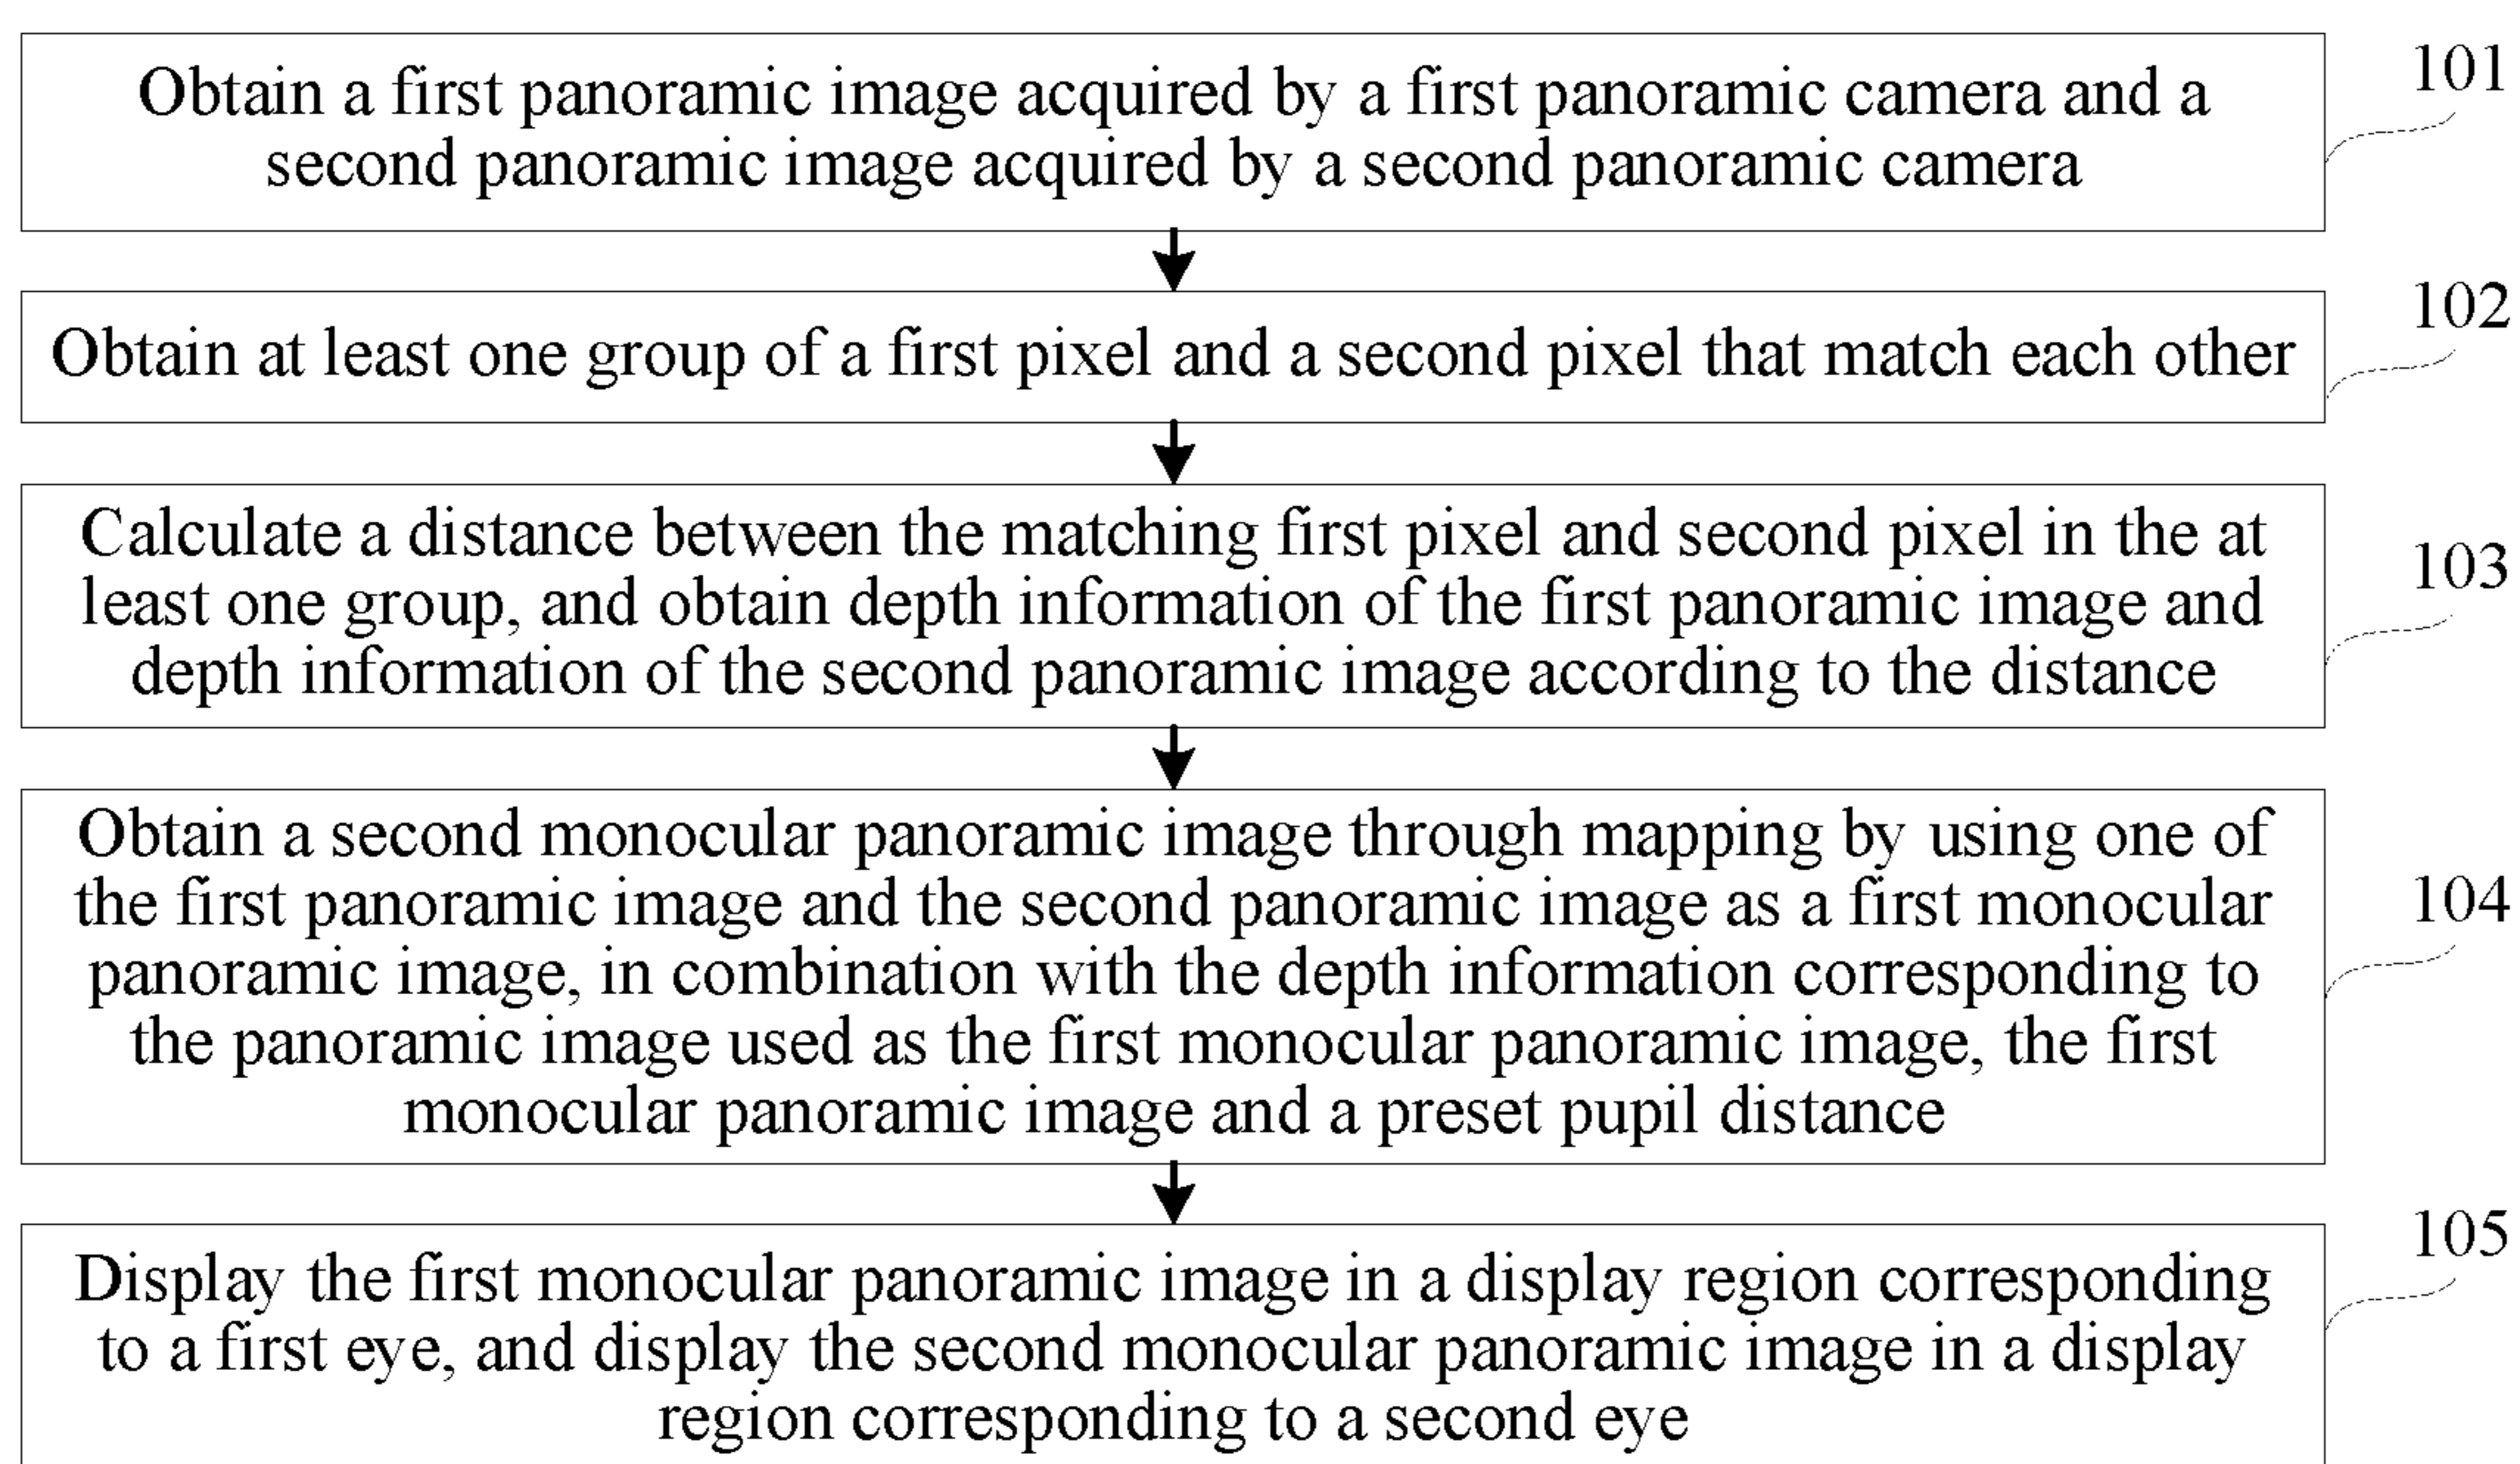 Obtain a first panoramic image acquired by a first panoramic camera and a
second panoramic image acquired by a second panoramic camera
101
Obtain at least one group of a first pixel and a second pixel that match each other
102
Calculate a distance between the matching first pixel and second pixel in the at
least one group, and obtain depth information of the first panoramic image and
depth information of the second panoramic image according to the distance
103
Obtain a second monocular panoramic image through mapping by using one of
the first panoramic image and the second panoramic image as a first monocular
panoramic image, in combination with the depth information corresponding to
the panoramic image used as the first monocular panoramic image, the first
monocular panoramic image and a preset pupil distance
104
Display the first monocular panoramic image in a display region corresponding
to a first eye, and display the second monocular panoramic image in a display
region corresponding to a second eye
105